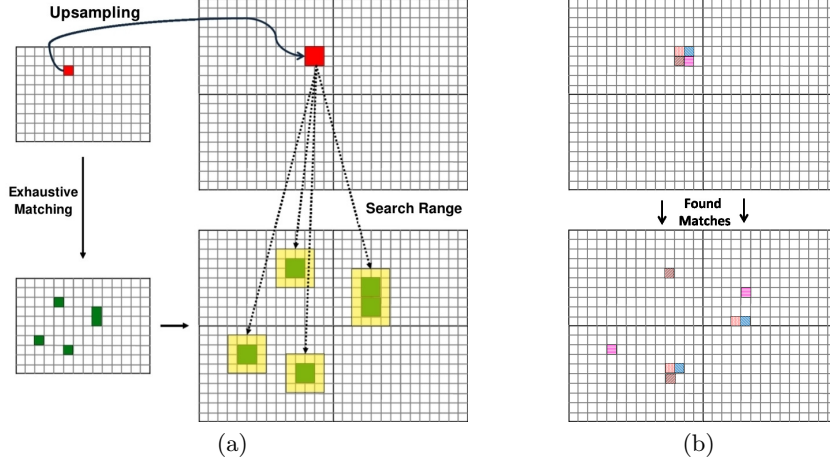 Upsampling
Exhaustive
Matching
Search Range
Found
Matches
(a)
(b)